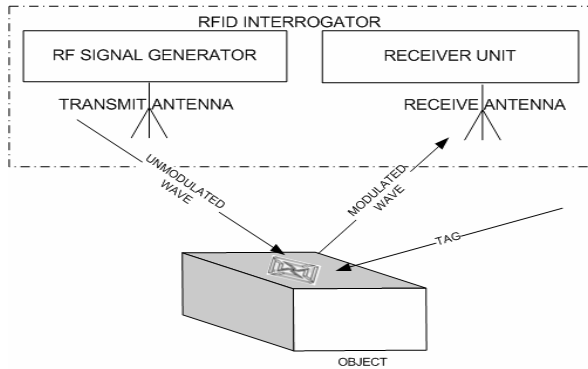 RFID INTERROGATOR
RF SIGNAL GENERATOR
RECEIVER UNIT
TRANSMIT ANTENNA
RECEIVE ANTENNA
UNMODULATED
WAVE
MODULATED
WAVE
TAG
OBJECT